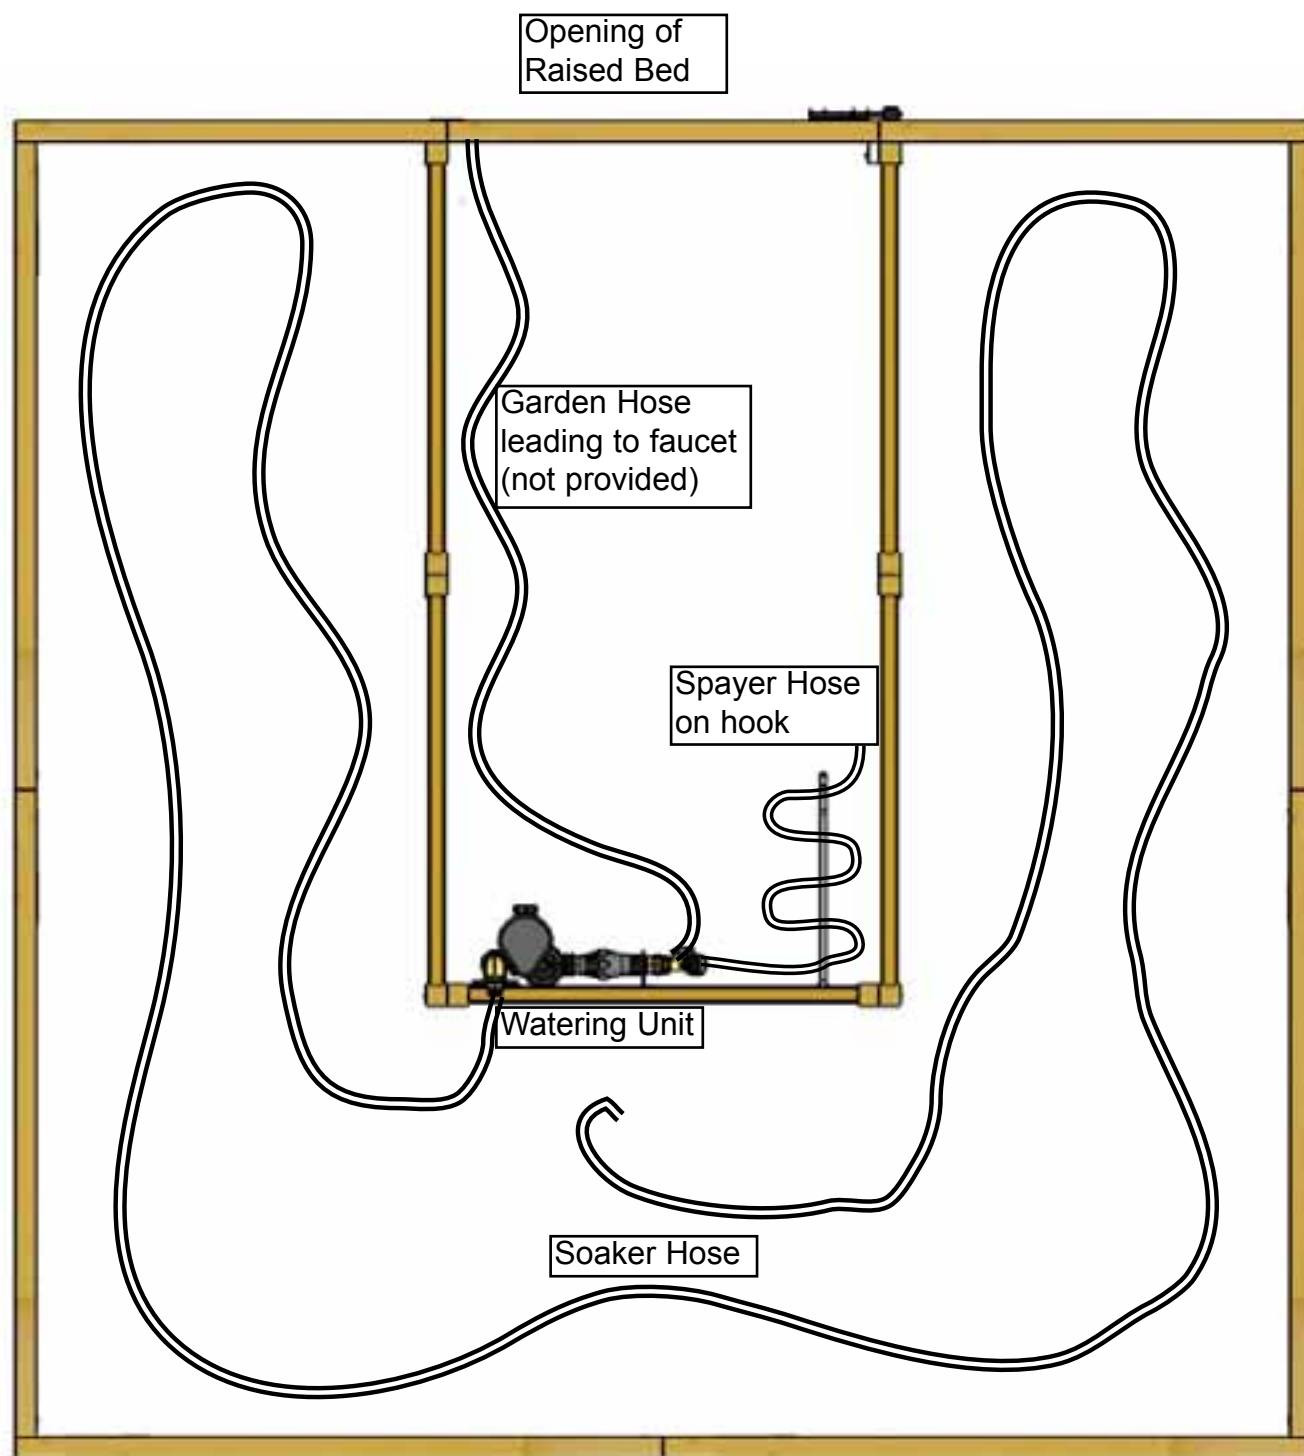 Opening of
Raised Bed
Garden Hose
leading to faucet
(not provided)
Spayer Hose
on hook
Watering Unit
Soaker Hose